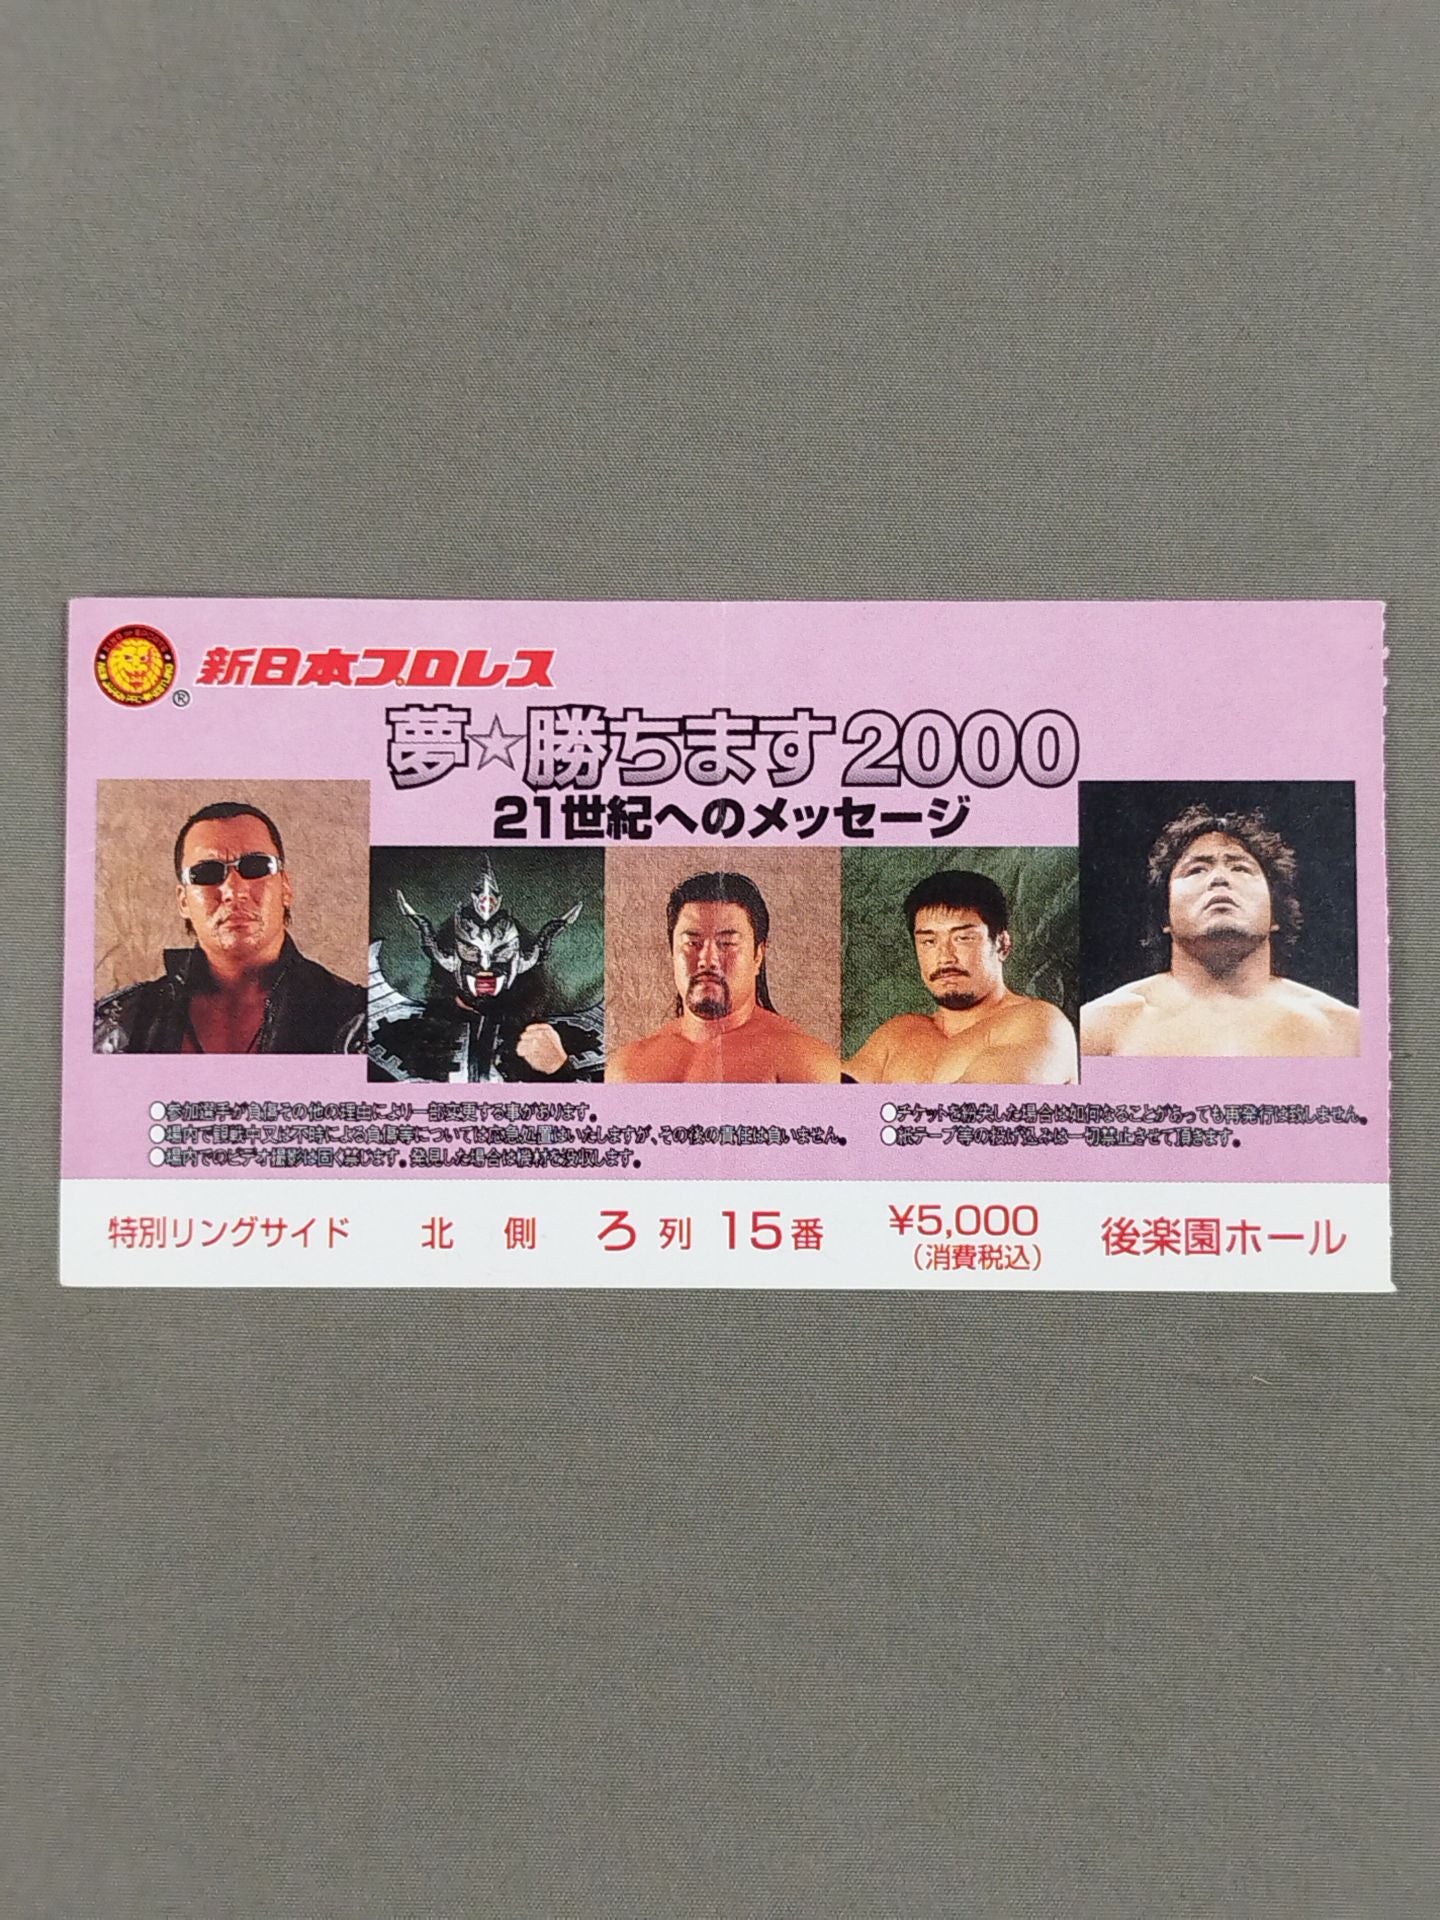 KING OF SPORTS
NEW JAPAN PRO-WRESTLING
®
新日本プロレス
夢☆勝ちます2000
21世紀へのメッセージ
●参加選手が負傷その他の理由により一部変更する事があります。
●場内で観戦中又は不時による負傷等については応急処置はいたしますが、その後の責任は負いません。
●場内でのビデオ撮影は固く禁じます。発見した場合は機材を没収します。
●チケットを紛失した場合は如何なることがあっても再発行は致しません。
●紙テープ等の投げ込みは一切禁止させて頂きます。
特別リングサイド 北 側 ろ 列 15番 ¥5,000 後楽園ホール
(消費税込)